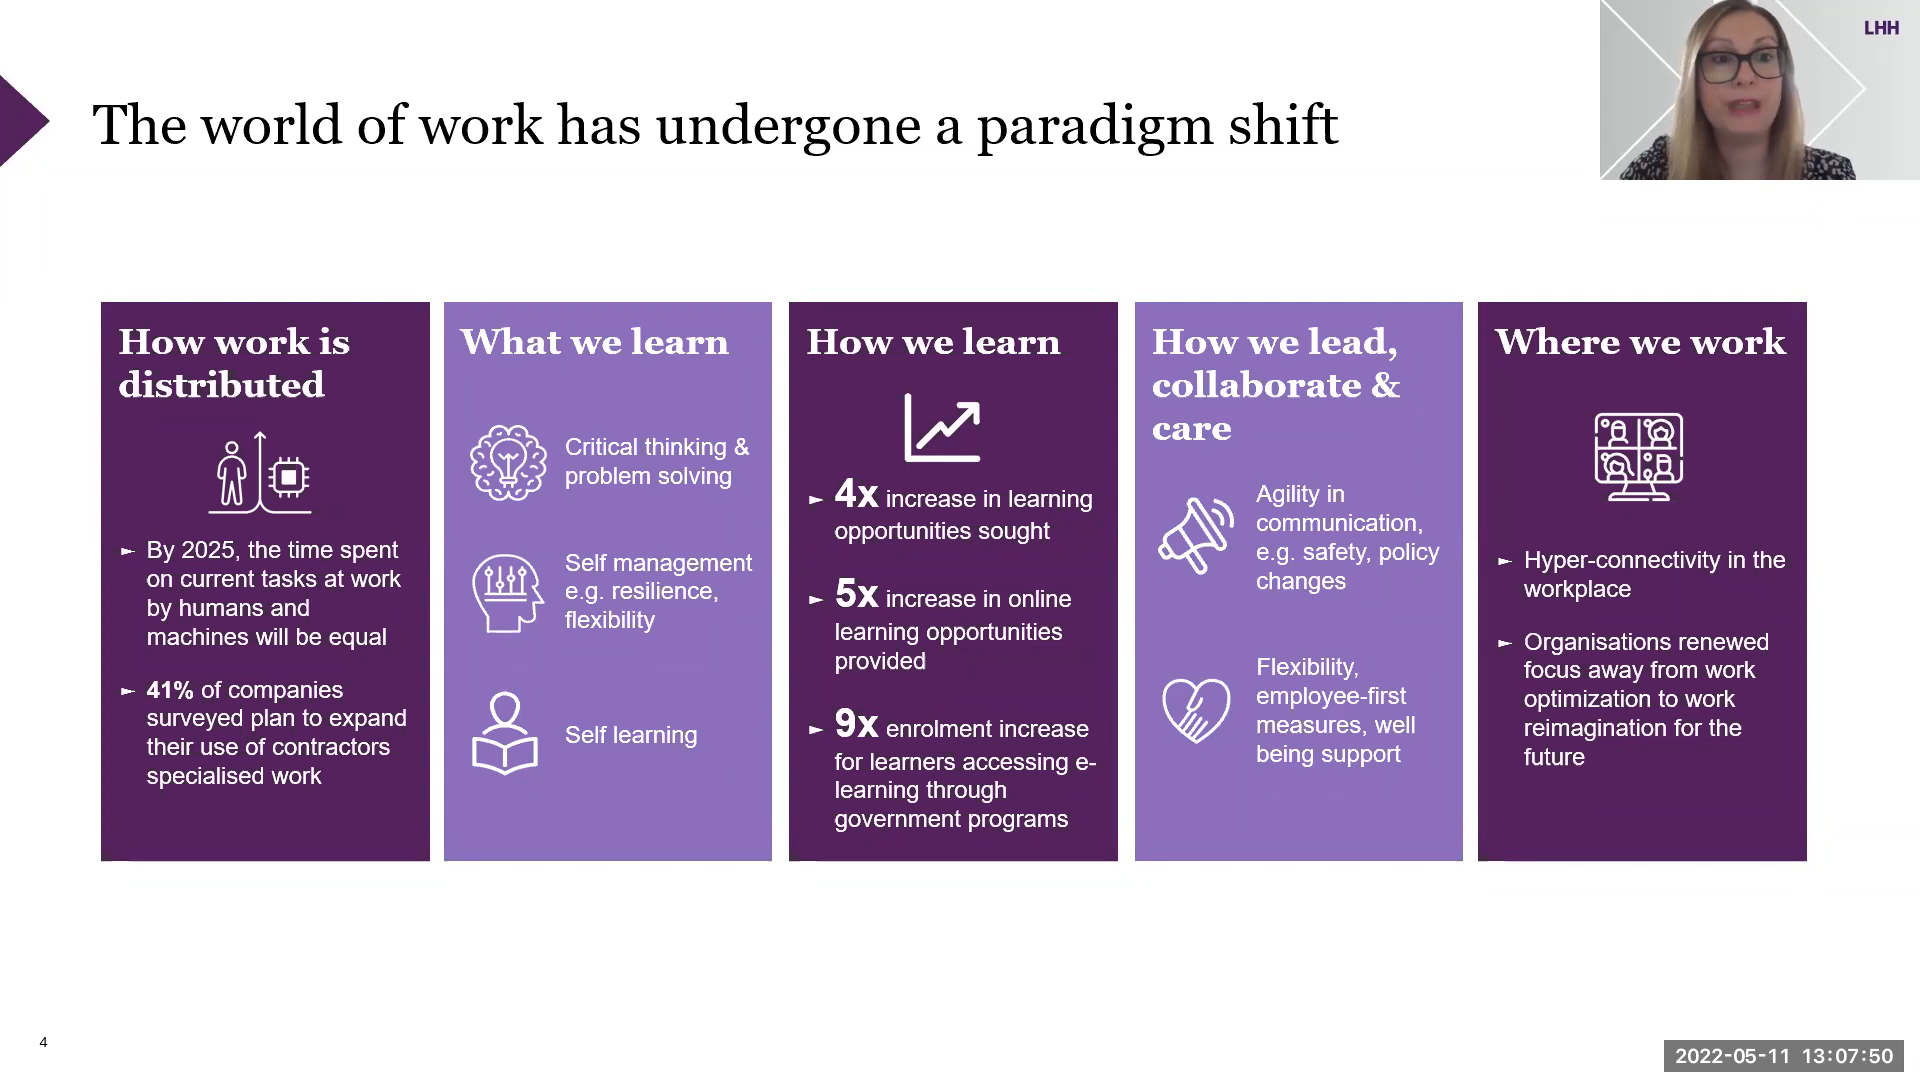 LHH
The world of work has undergone a paradigm shift
How work is
distributed
► By 2025, the time spent
on current tasks at work
by humans and
machines will be equal
► 41% of companies
surveyed plan to expand
their use of contractors
specialised work
What we learn
Critical thinking &
problem solving
Self management
e.g. resilience,
flexibility
Self learning
How we learn
► 4x increase in learning
opportunities sought
► 5x increase in online
learning opportunities
provided
► 9x enrolment increase
for learners accessing e-
learning through
government programs
How we lead,
collaborate &
care
Agility in
communication,
e.g. safety, policy
changes
Flexibility,
employee-first
measures, well
being support
Where we work
► Hyper-connectivity in the
workplace
► Organisations renewed
focus away from work
optimization to work
reimagination for the
future
4
2022-05-11 13:07:50